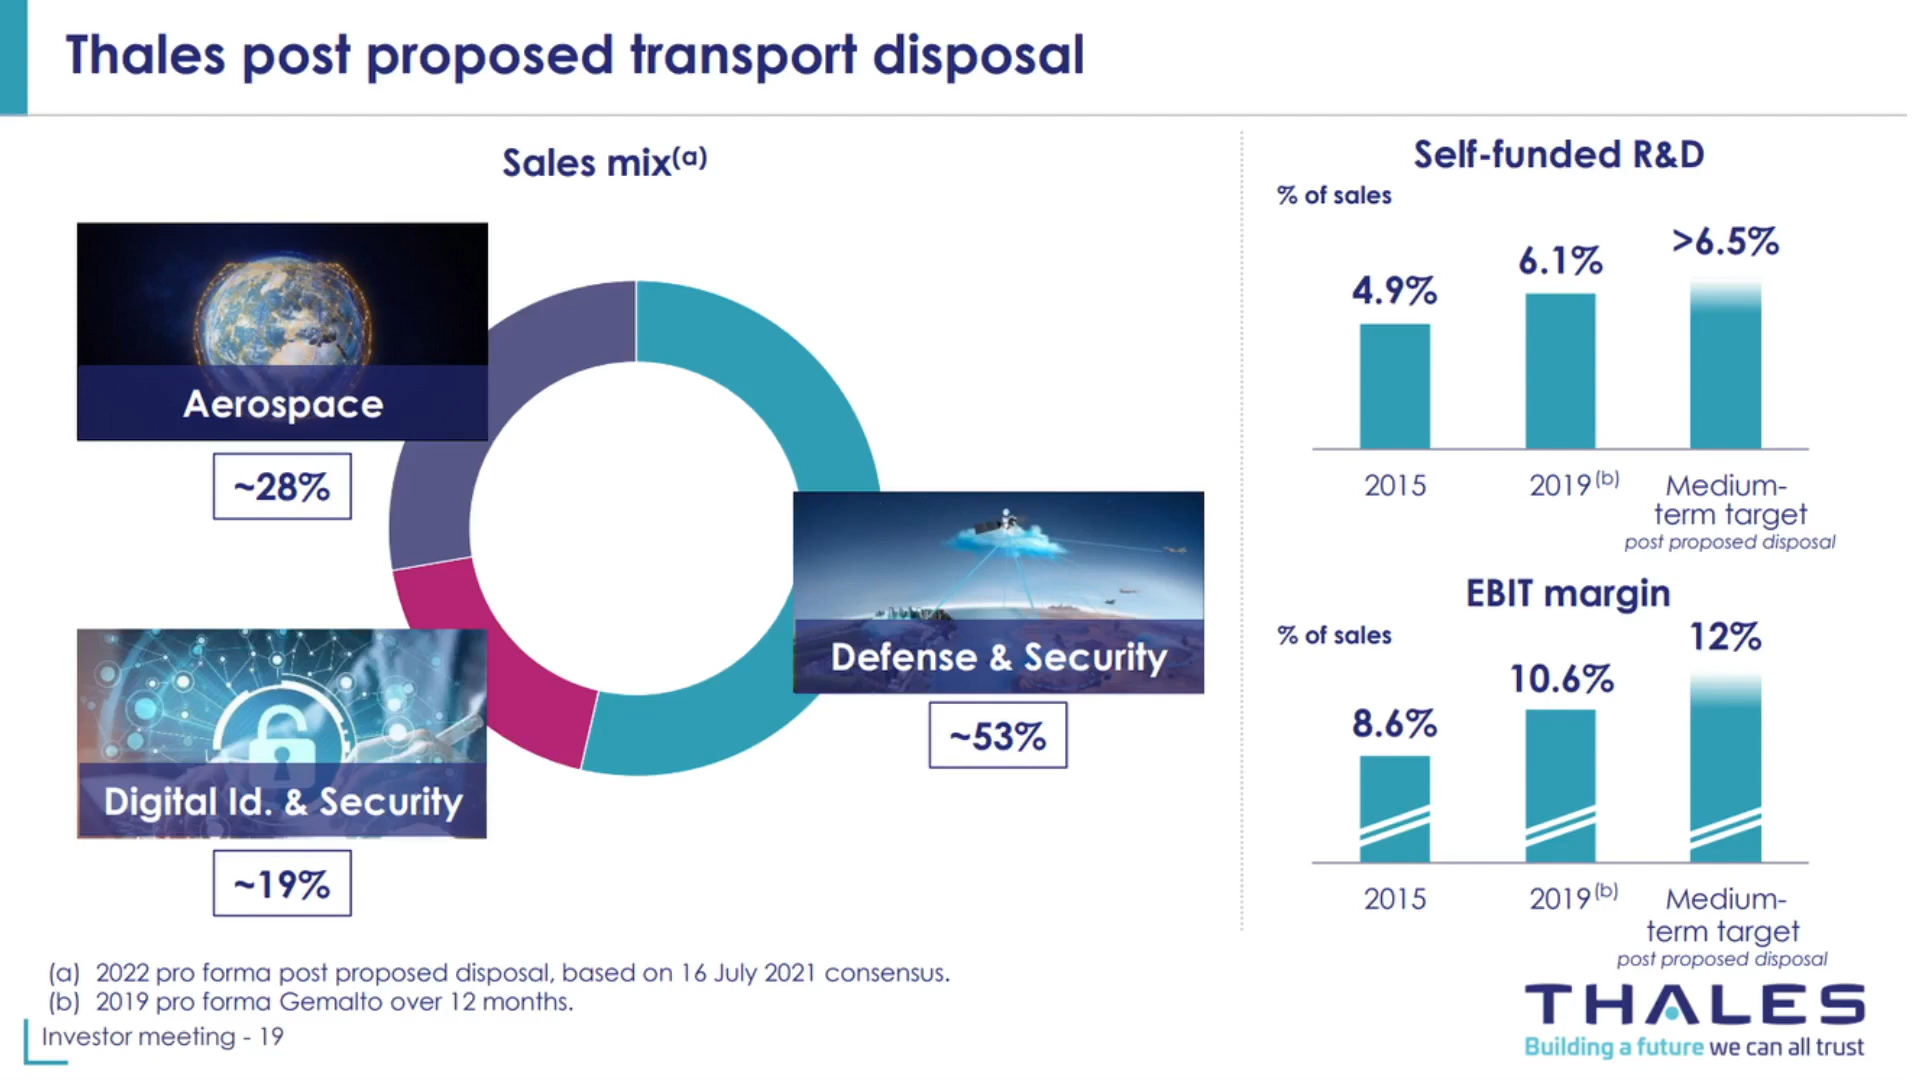 Thales post proposed transport disposal
Sales mix(a)
Aerospace
~28%
Defense & Security
~53%
Digital Id. & Security
~19%
Self-funded R&D
% of sales
4.9%
6.1%
>6.5%
2015
2019(b)
Medium-
term target
post proposed disposal
EBIT margin
% of sales
8.6%
10.6%
12%
2015
2019(b)
Medium-
term target
post proposed disposal
(a) 2022 pro forma post proposed disposal, based on 16 July 2021 consensus.
(b) 2019 pro forma Gemalto over 12 months.
Investor meeting - 19
THALES
Building a future we can all trust